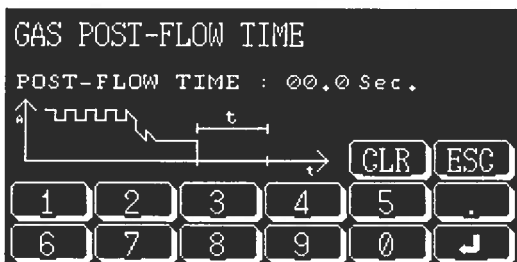 GAS POST-FLOW TIME
POST-FLOW TIME : 00.0 Sec.
A t
t
CLR ESC
1 2 3 4 5 .
6 7 8 9 0 ↵